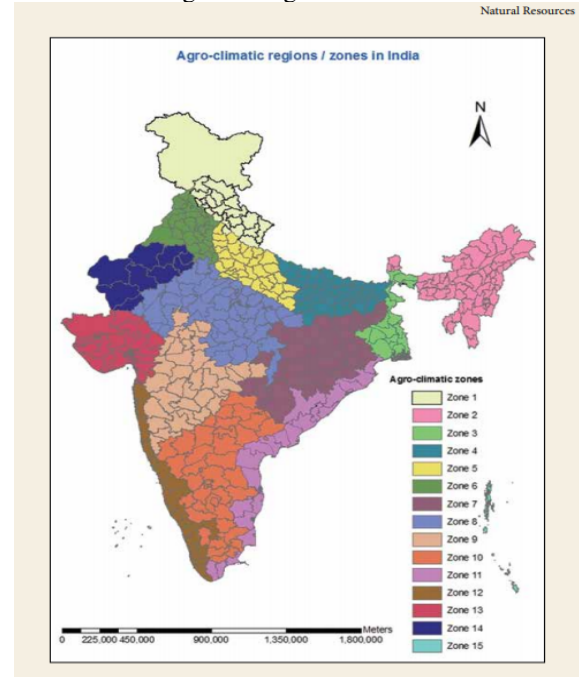 Natural Resources
Agro-climatic regions / zones in India
N
Agro-climatic zones
Zone 1
Zone 2
Zone 3
Zone 4
Zone 5
Zone 6
Zone 7
Zone 8
Zone 9
Zone 10
Zone 11
Zone 12
Zone 13
Zone 14
Zone 15
Meters
0 225,000 450,000 900,000 1,350,000 1,800,000